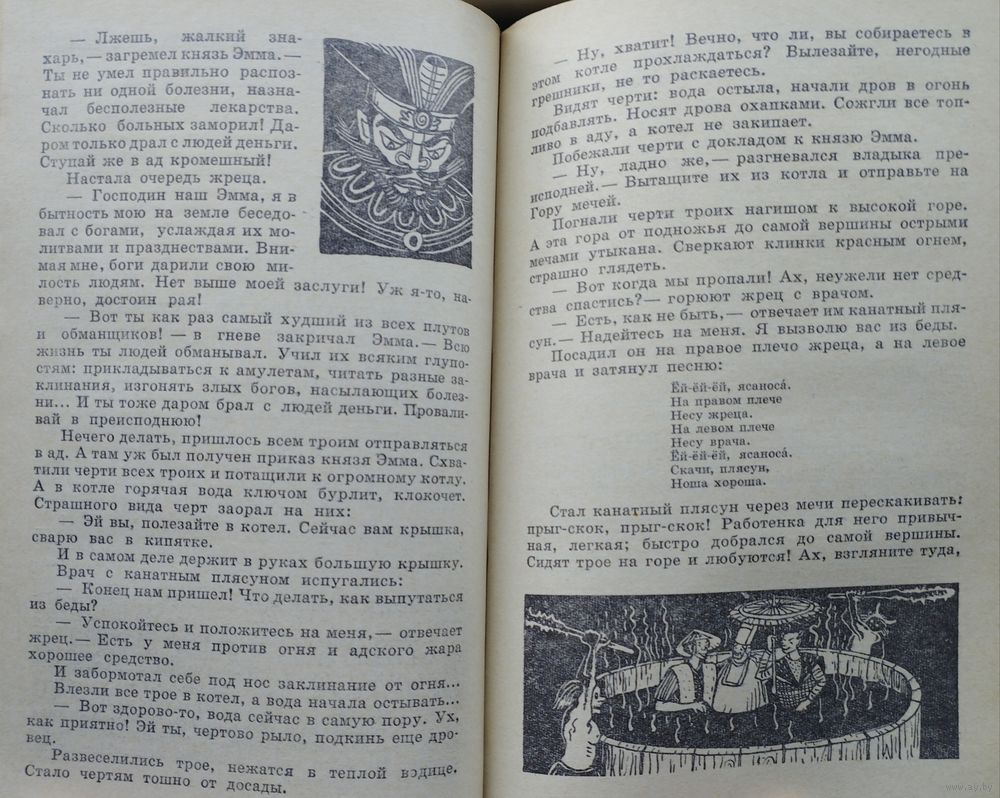 — Лжешь, жалкий зна-
харь,— загремел князь Эмма.—
Ты не умел правильно распоз-
нать ни одной болезни, назна-
чал бесполезные лекарства.
Сколько больных заморил! Да-
ром только драл с людей деньги.
Ступай же в ад кромешный!
Настала очередь жреца.
— Господин наш Эмма, я в
бытность мою на земле беседо-
вал с богами, услаждая их мо-
литвами и празднествами. Вни-
мая мне, боги дарили свою ми-
лость людям. Нет выше моей заслуги! Уж я-то, на-
верно, достоин рая!
— Вот ты как раз самый худший из всех плутов
и обманщиков! — в гневе закричал Эмма.— Всю
жизнь ты людей обманывал. Учил их всяким глупо-
стям: прикладываться к амулетам, читать разные за-
клинания, изгонять злых богов, насылающих болез-
ни... И ты тоже даром брал с людей деньги. Провали-
вай в преисподнюю!
Нечего делать, пришлось всем троим отправляться
в ад. А там уж был получен приказ князя Эмма. Схва-
тили черти всех троих и потащили к огромному котлу.
А в котле горячая вода ключом бурлит, клокочет.
Страшного вида черт заорал на них:
— Эй вы, полезайте в котел. Сейчас вам крышка,
сварю вас в кипятке.
И в самом деле держит в руках большую крышку.
Врач с канатным плясуном испугались:
— Конец нам пришел! Что делать, как выпутаться
из беды?
— Успокойтесь и положитесь на меня,— отвечает
жрец.— Есть у меня против огня и адского жара
хорошее средство.
И забормотал себе под нос заклинание от огня...
Влезли все трое в котел, а вода начала остывать...
— Вот здорово-то, вода сейчас в самую пору. Ух,
как приятно! Эй ты, чертово рыло, подкинь еще дро-
вец.
Развеселились трое, нежатся в теплой водице.
Стало чертям тошно от досады.
— Ну, хватит! Вечно, что ли, вы собираетесь в
этом котле прохлаждаться? Вылезайте, негодные
грешники, не то раскаетесь.
Видят черти: вода остыла, начали дров в огонь
подбавлять. Носят дрова охапками. Сожгли все топ-
ливо в аду, а котел не закипает.
Побежали черти с докладом к князю Эмма.
— Ну, ладно же,— разгневался владыка пре-
исподней.— Вытащите их из котла и отправьте на
Гору мечей.
Погнали черти троих нагишом к высокой горе.
А эта гора от подножья до самой вершины острыми
мечами утыкана. Сверкают клинки красным огнем,
страшно глядеть.
— Вот когда мы пропали! Ах, неужели нет сред-
ства спастись?— горюют жрец с врачом.
— Есть, как не быть,— отвечает им канатный пля-
сун.— Надейтесь на меня. Я вызволю вас из беды.
Посадил он на правое плечо жреца, а на левое
врача и затянул песню:
Ёй-ёй-ёй, ясаноса́.
На правом плече
Несу жреца.
На левом плече
Несу врача.
Ёй-ёй-ёй, ясаноса́.
Скачи, плясун,
Ноша хороша.
Стал канатный плясун через мечи перескакивать:
прыг-скок, прыг-скок! Работенка для него привыч-
ная, легкая; быстро добрался до самой вершины.
Сидят трое на горе и любуются! Ах, взгляните туда,
www.ay.by